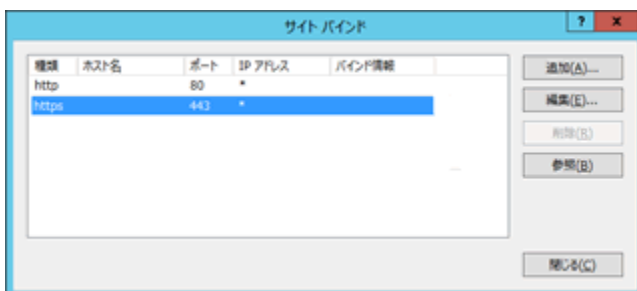 サイト バインド
? x
種類 ホスト名 ポート IP アドレス バインド情報
http 80 *
https 443 *
追加(A)...
編集(E)...
削除(R)
参照(B)
閉じる(C)